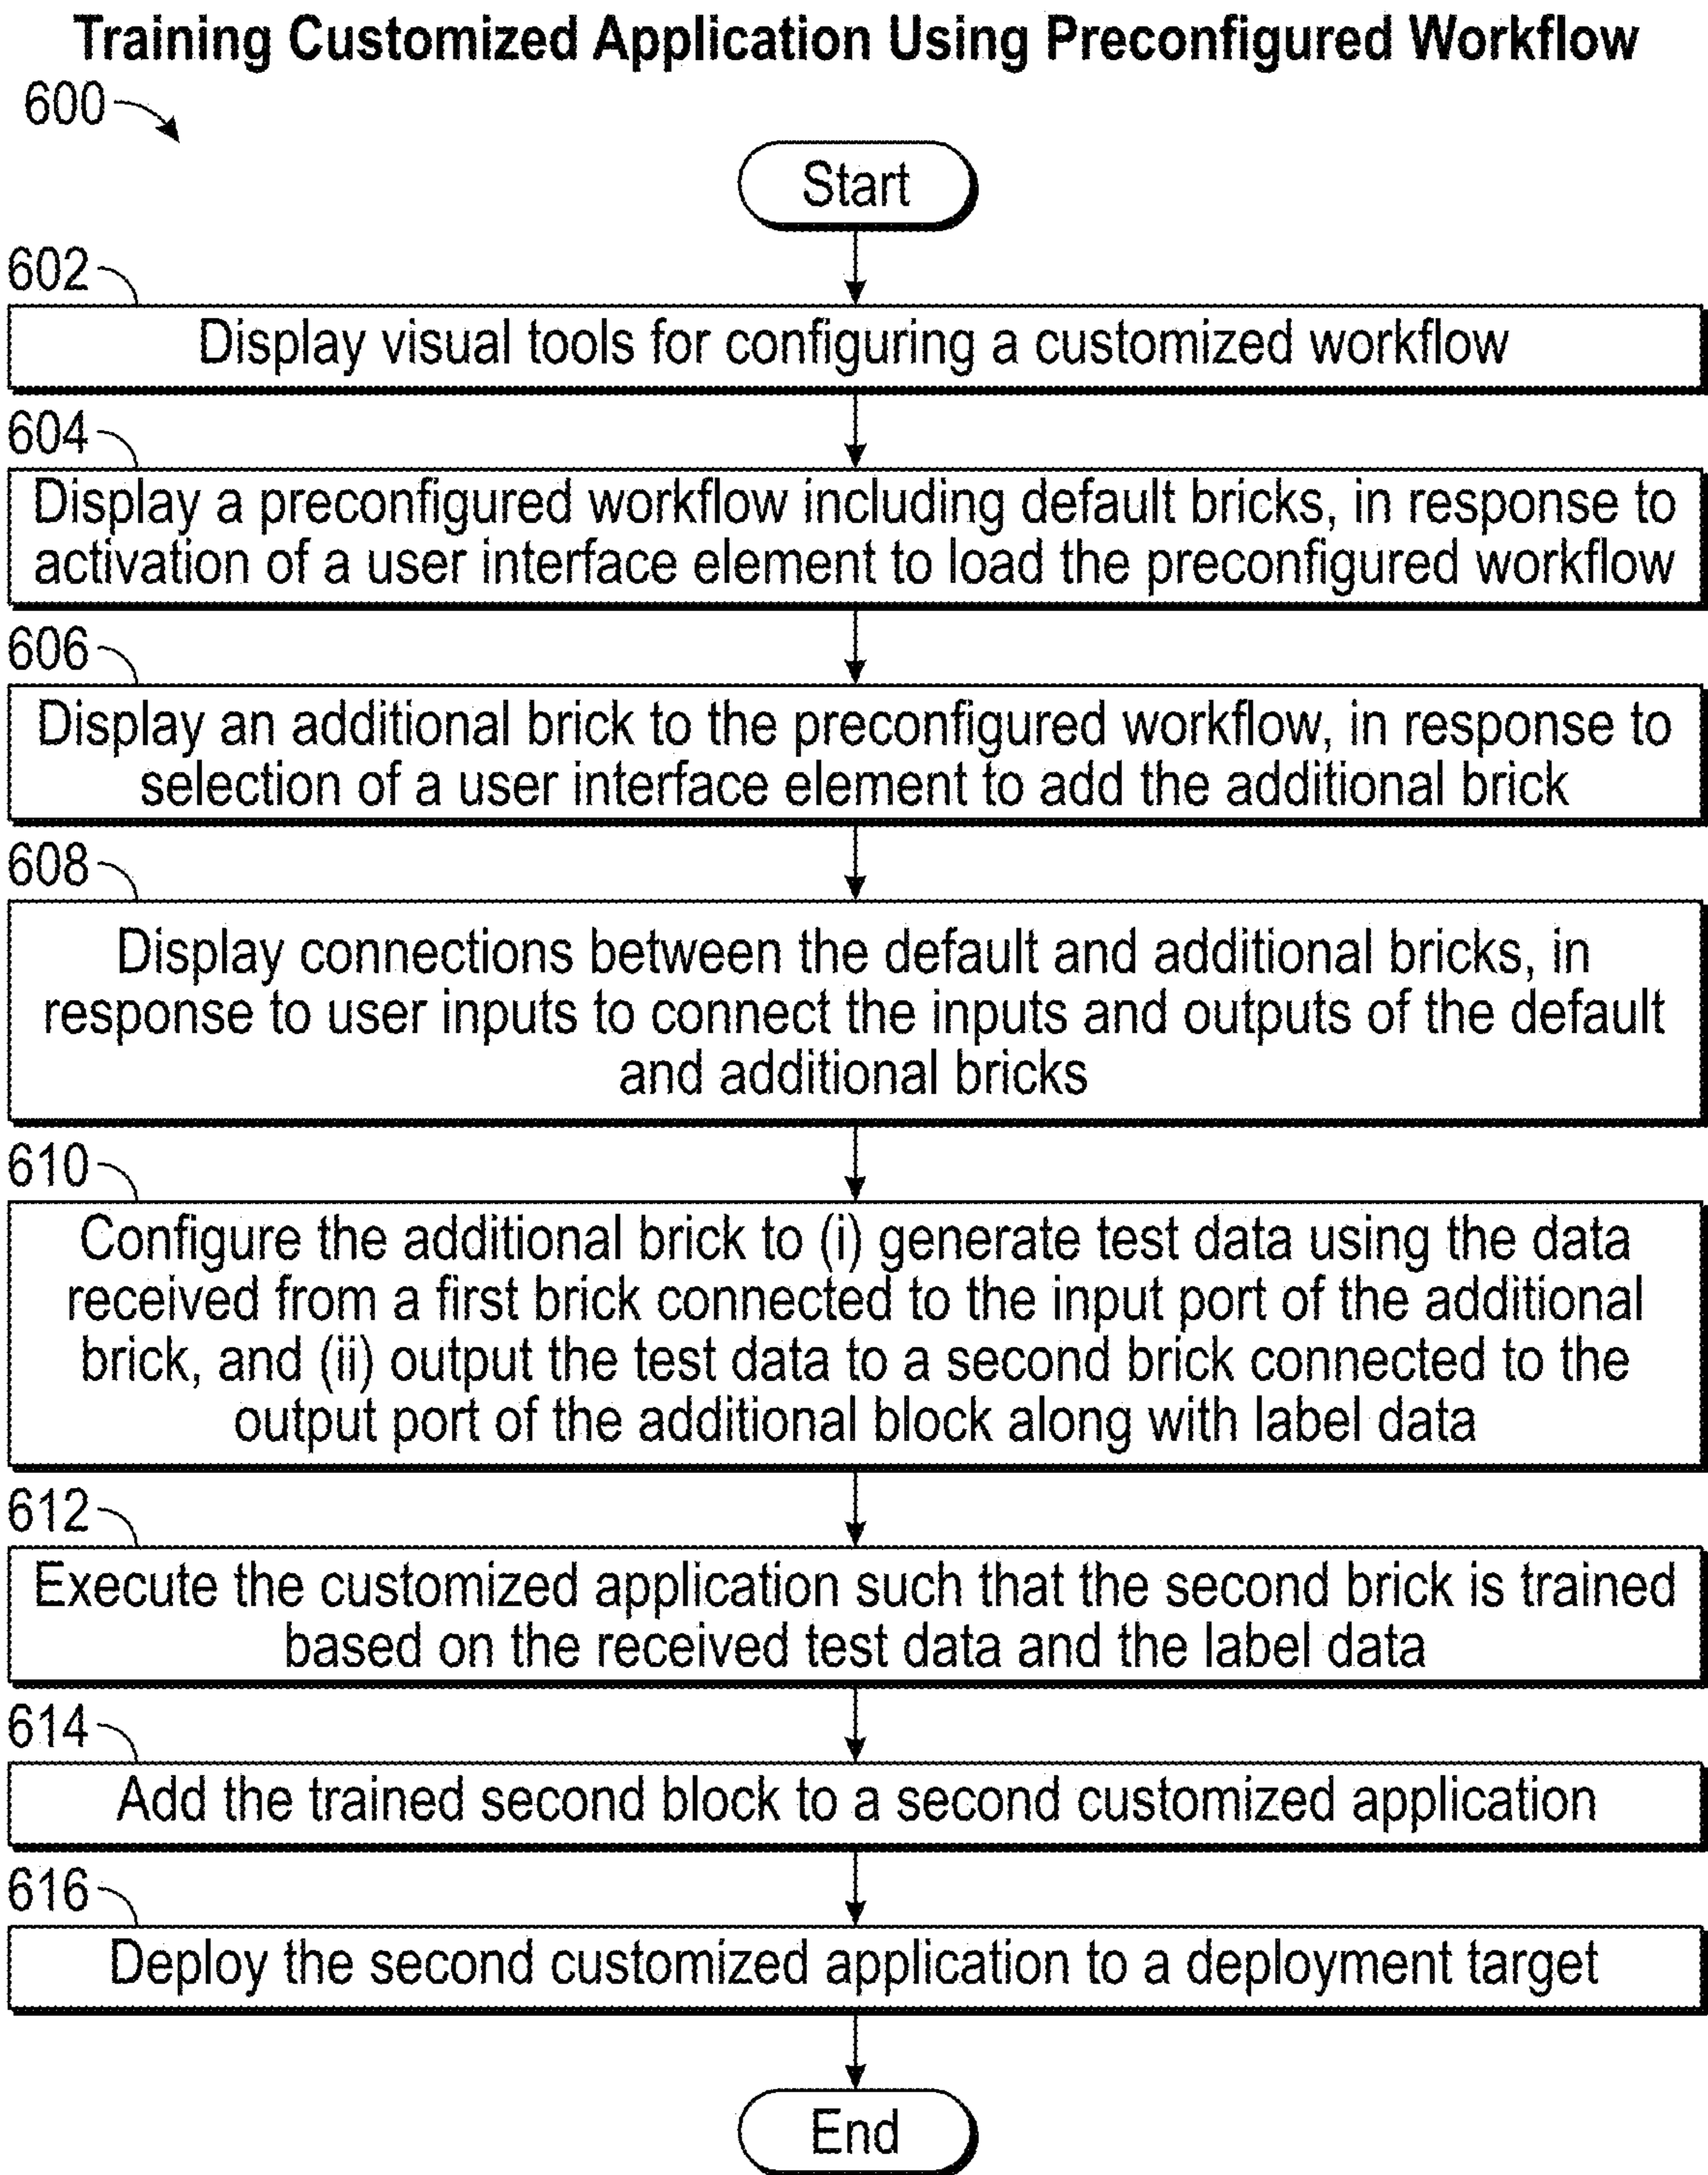 Training Customized Application Using Preconfigured Workflow
600
Start
602
Display visual tools for configuring a customized workflow
604
Display a preconfigured workflow including default bricks, in response to
activation of a user interface element to load the preconfigured workflow
606
Display an additional brick to the preconfigured workflow, in response to
selection of a user interface element to add the additional brick
608
Display connections between the default and additional bricks, in
response to user inputs to connect the inputs and outputs of the default
and additional bricks
610
Configure the additional brick to (i) generate test data using the data
received from a first brick connected to the input port of the additional
brick, and (ii) output the test data to a second brick connected to the
output port of the additional block along with label data
612
Execute the customized application such that the second brick is trained
based on the received test data and the label data
614
Add the trained second block to a second customized application
616
Deploy the second customized application to a deployment target
End